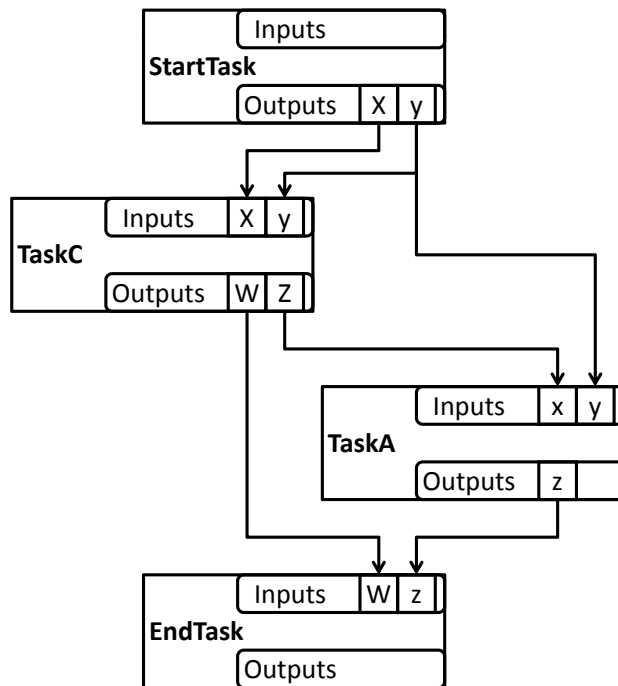 Inputs
StartTask
Outputs X y
Inputs X y
TaskC
Outputs W Z
Inputs x y
TaskA
Outputs z
Inputs W z
EndTask
Outputs